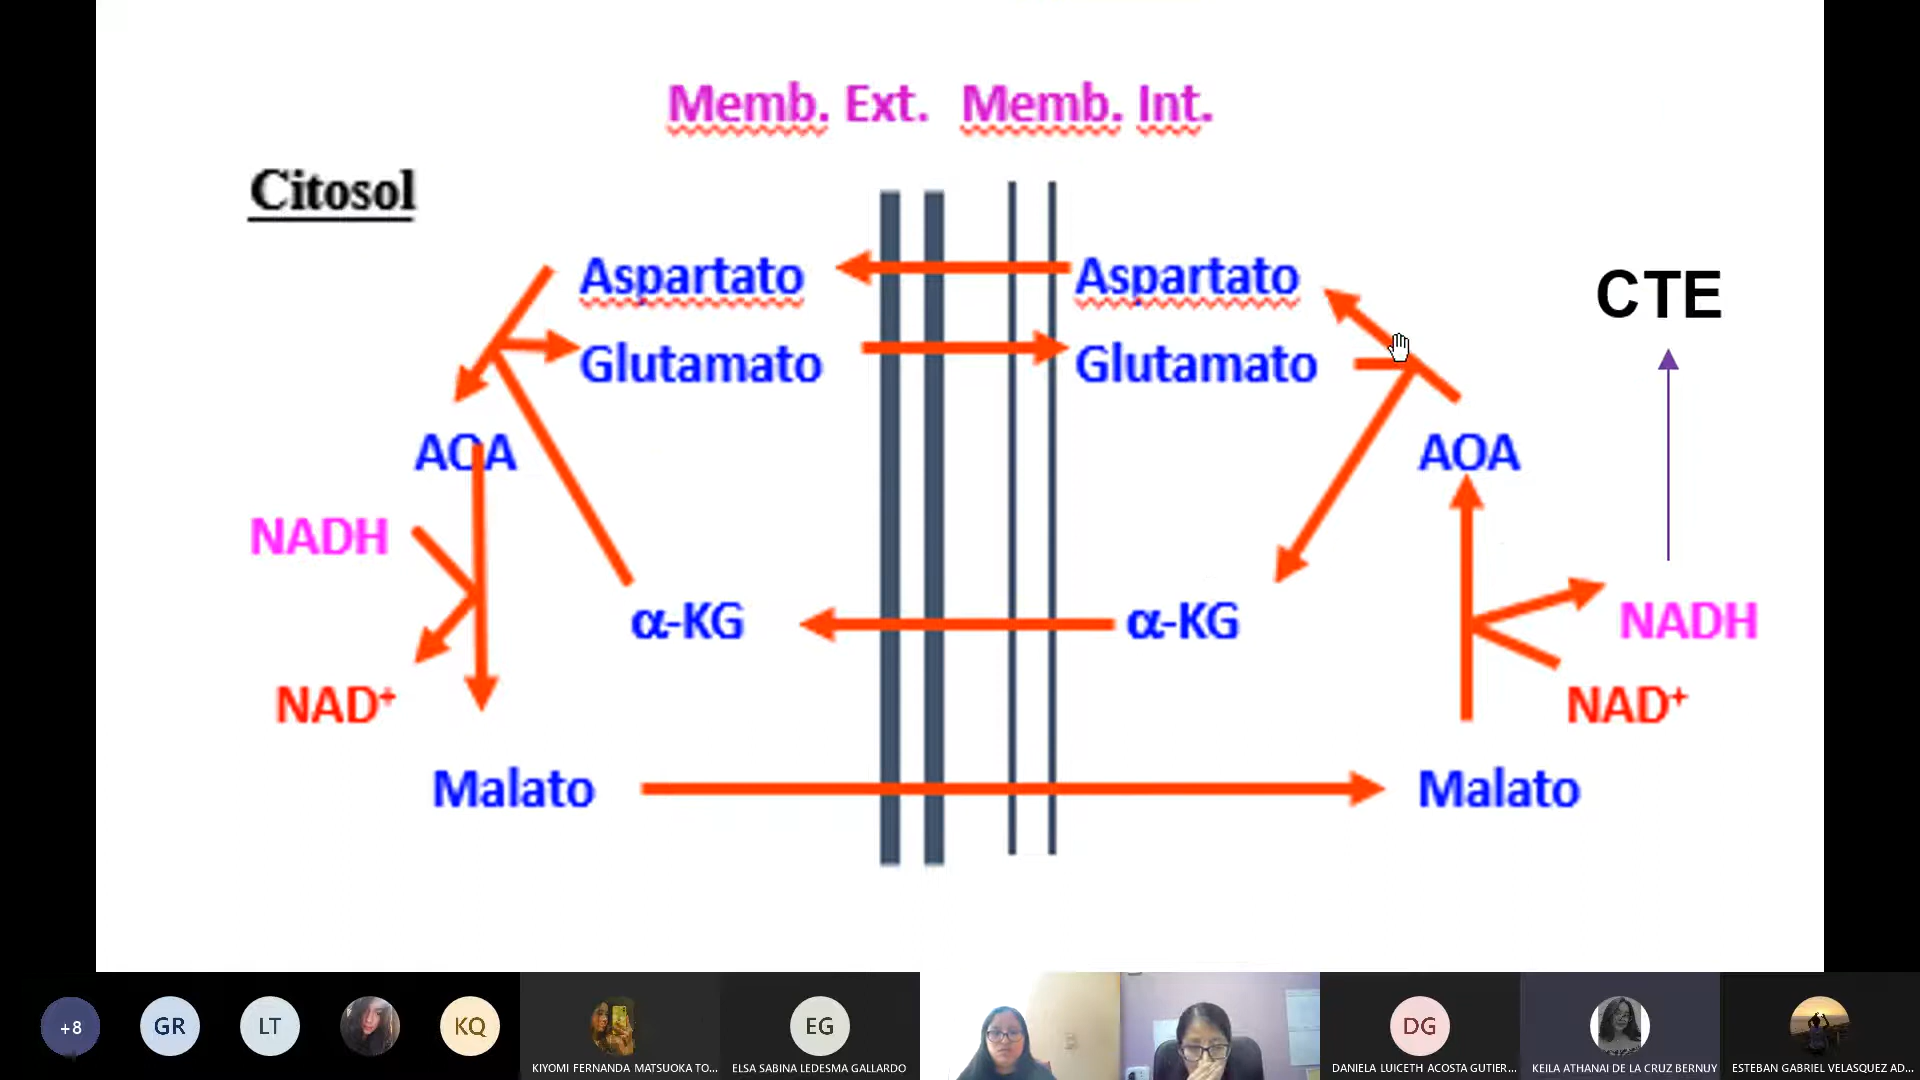 Memb. Ext. Memb. Int.
Citosol
Aspartato Aspartato
CTE
Glutamato Glutamato
AOA AOA
NADH
α-KG α-KG NADH
NAD+ NAD+
Malato Malato
+8 GR LT KQ EG DG
KIYOMI FERNANDA MATSUOKA TO... ELSA SABINA LEDESMA GALLARDO DANIELA LUICETH ACOSTA GUTIER... KEILA ATHANAI DE LA CRUZ BERNUY ESTEBAN GABRIEL VELASQUEZ AD...